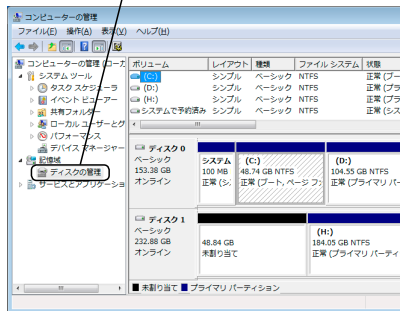 コンピューターの管理
ファイル(F) 操作(A) 表示(V) ヘルプ(H)
コンピューターの管理 (ローカ
システム ツール
タスク スケジューラ
イベント ビューアー
共有フォルダー
ローカル ユーザーとグ
パフォーマンス
デバイス マネージャー
記憶域
ディスクの管理
サービスとアプリケーショ
ボリューム レイアウト 種類 ファイル システム 状態
(C:) シンプル ベーシック NTFS 正常 (ブー
(D:) シンプル ベーシック NTFS 正常 (プラ
(H:) シンプル ベーシック NTFS 正常 (プラ
システムで予約済み シンプル ベーシック NTFS 正常 (シス
ディスク 0
ベーシック
153.38 GB
オンライン
システム
100 MB
正常 (シ
(C:)
48.74 GB NTFS
正常 (ブート, ページ フ
(D:)
104.55 GB NTFS
正常 (プライマリ パー
ディスク 1
ベーシック
232.88 GB
オンライン
48.84 GB
未割り当て
(H:)
184.05 GB NTFS
正常 (プライマリ パーティ
未割り当て プライマリ パーティション